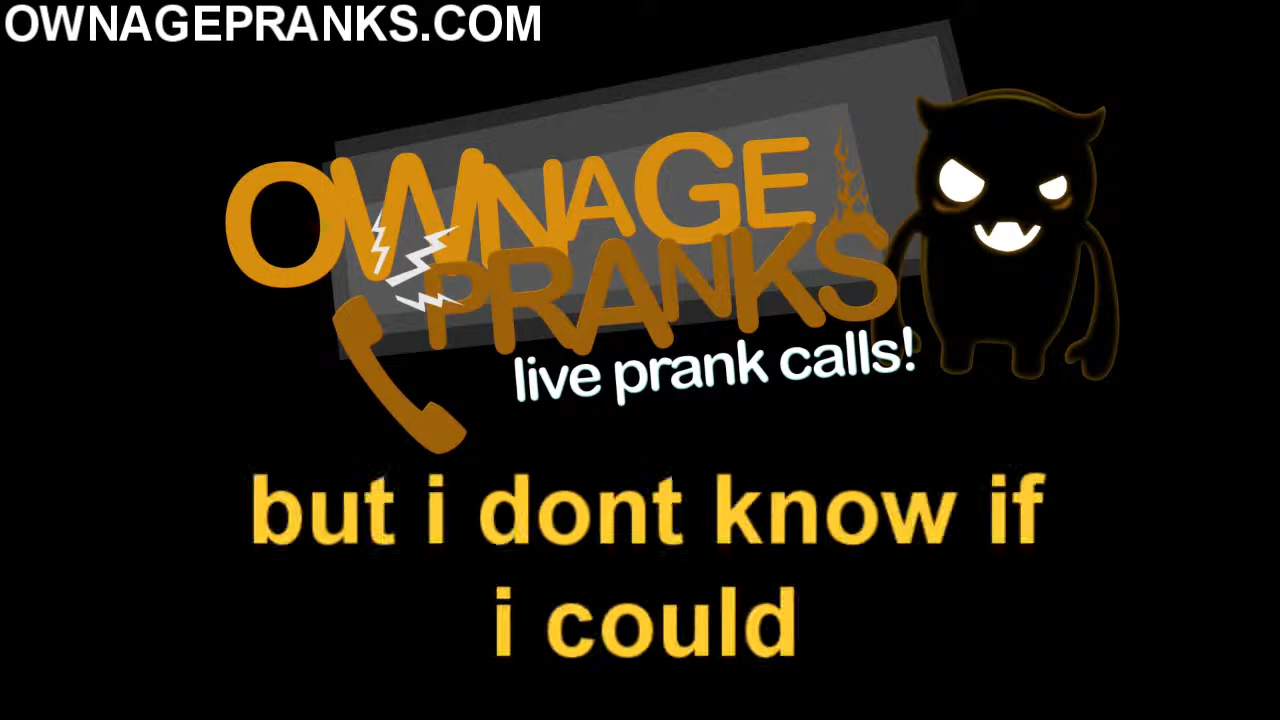 OWNAGEPRANKS.COM
OWNAGE
PRANKS
live prank calls!
but i dont know if
i could